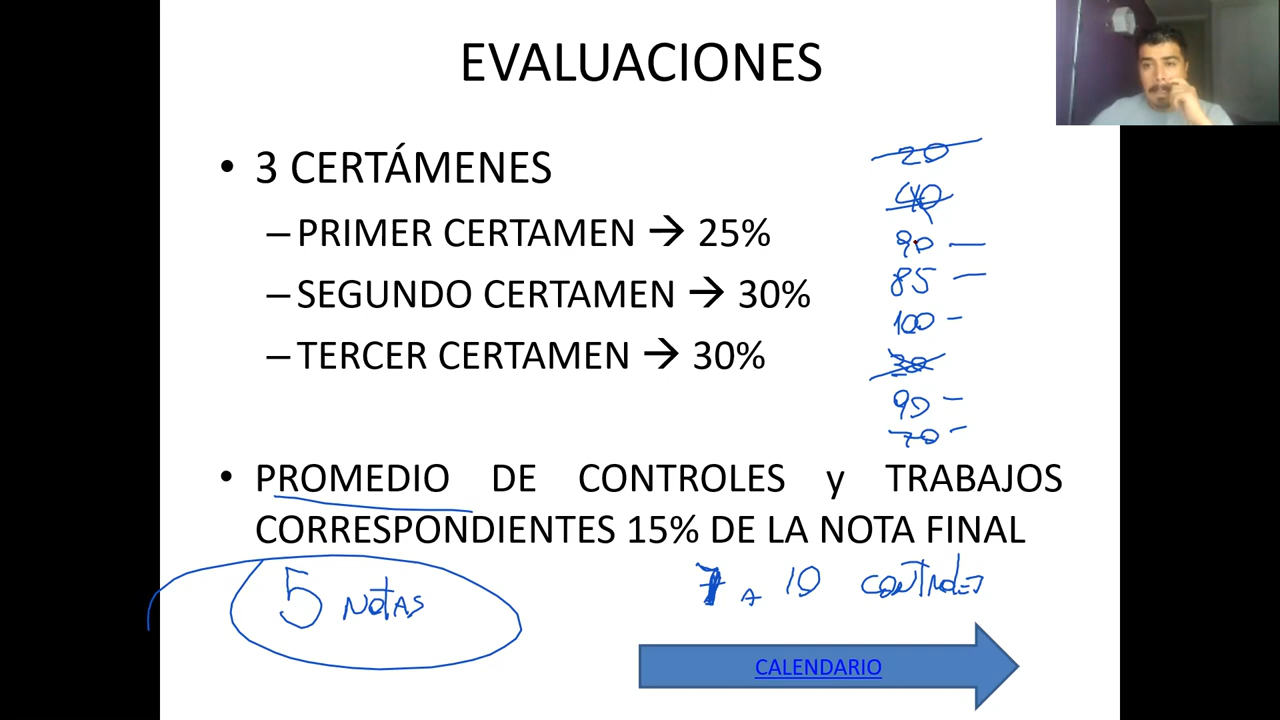 EVALUACIONES
• 3 CERTÁMENES
– PRIMER CERTAMEN → 25%
– SEGUNDO CERTAMEN → 30%
– TERCER CERTAMEN → 30%
20
40
90
85
100
30
90
70
• PROMEDIO DE CONTROLES y TRABAJOS
CORRESPONDIENTES 15% DE LA NOTA FINAL
5 NOTAS
7 A 10 CONTROLES
CALENDARIO